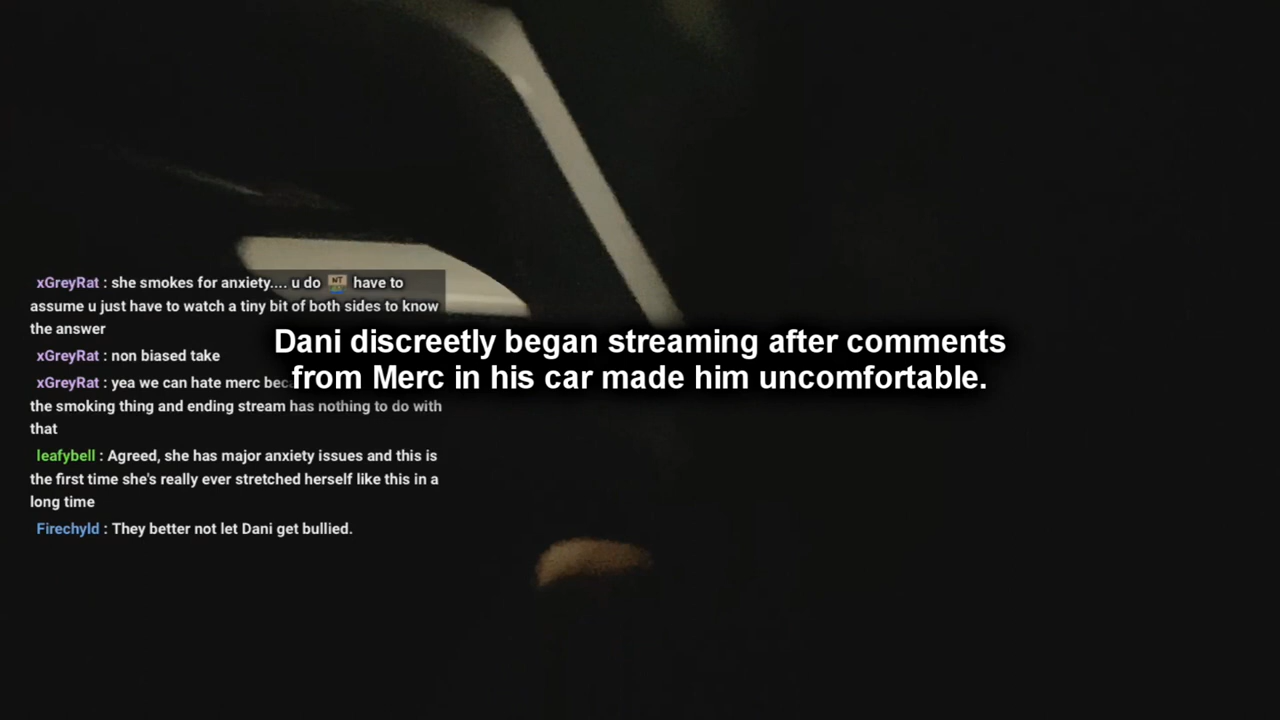 xGreyRat : she smokes for anxiety.... u do NT have to
assume u just have to watch a tiny bit of both sides to know
the answer
Dani discreetly began streaming after comments
from Merc in his car made him uncomfortable.
xGreyRat : non biased take
xGreyRat : yea we can hate merc
the smoking thing and ending stream has nothing to do with
that
leafybell : Agreed, she has major anxiety issues and this is
the first time she's really ever stretched herself like this in a
long time
Firechyld : They better not let Dani get bullied.